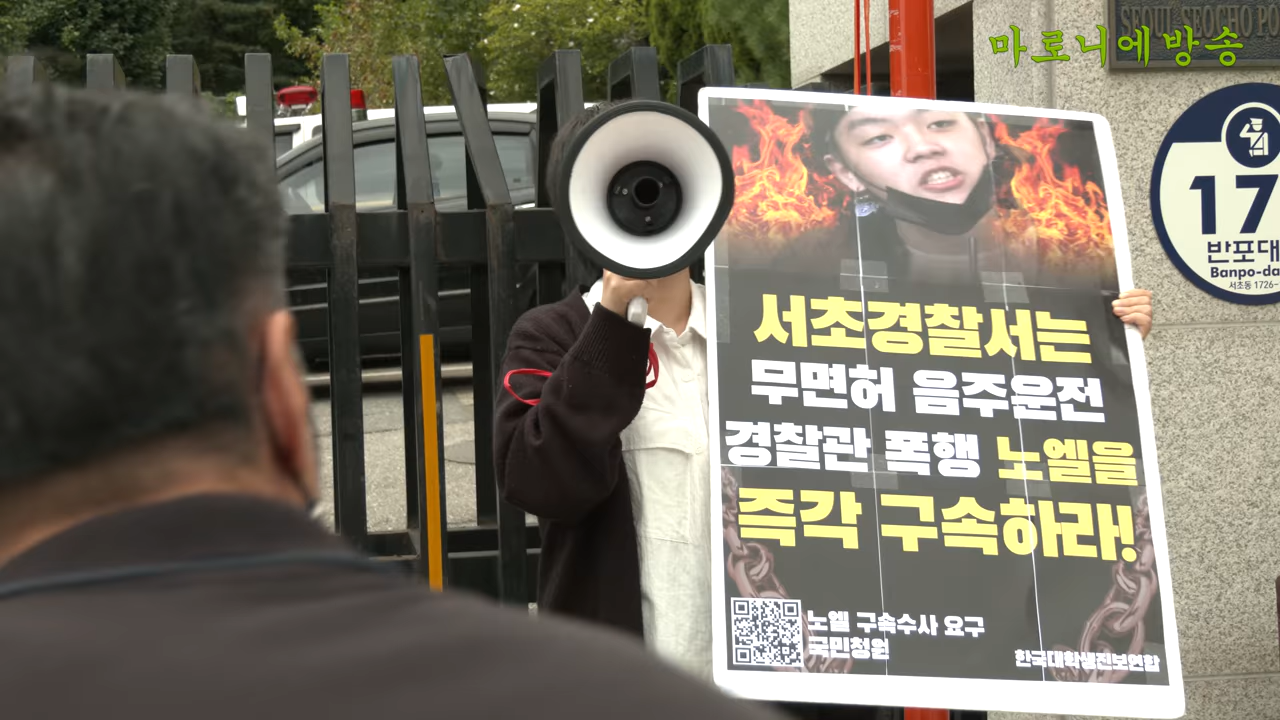 마로니에방송
SEOUL SEOCHO PO
17
반포대
Banpo-da
서초동 1726-
서초경찰서는
무면허 음주운전
경찰관 폭행 노엘을
즉각 구속하라!
노엘 구속수사 요구
국민청원
한국대학생진보연합